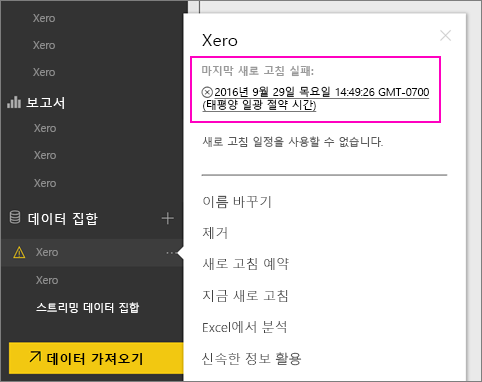 Xero
Xero
Xero
보고서
Xero
Xero
Xero
데이터 집합
Xero
Xero
스트리밍 데이터 집합
데이터 가져오기
Xero
마지막 새로 고침 실패:
2016년 9월 29일 목요일 14:49:26 GMT-0700
(태평양 일광 절약 시간)
새로 고침 일정을 사용할 수 없습니다.
이름 바꾸기
제거
새로 고침 예약
지금 새로 고침
Excel에서 분석
신속한 정보 활용